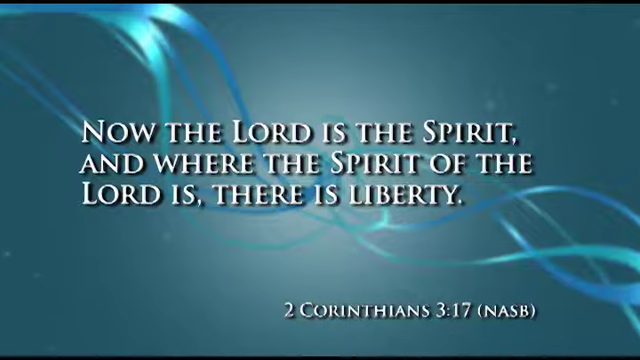 Now the Lord is the Spirit,
and where the Spirit of the
Lord is, there is liberty.
2 Corinthians 3:17 (nasb)